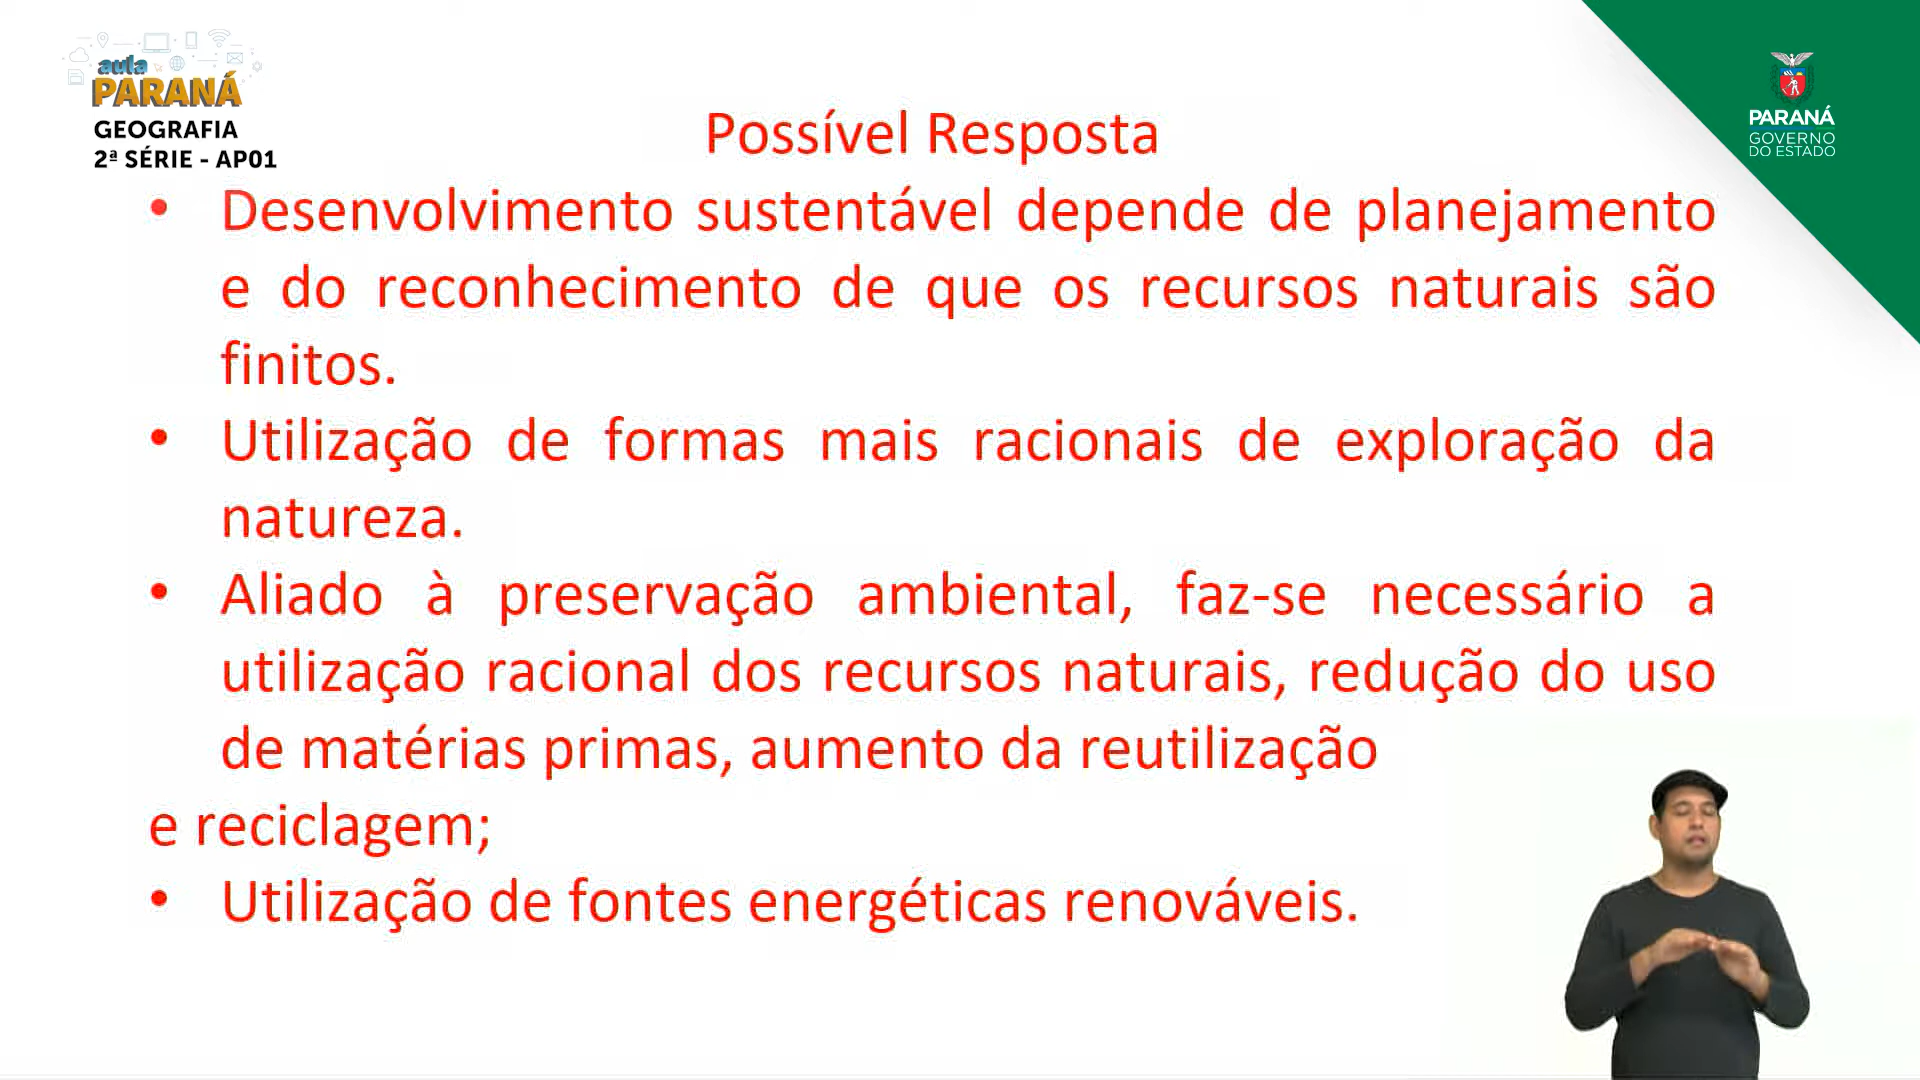 aula
PARANÁ
GEOGRAFIA
2ª SÉRIE - AP01
PARANÁ
GOVERNO
DO ESTADO
Possível Resposta
• Desenvolvimento sustentável depende de planejamento
e do reconhecimento de que os recursos naturais são
finitos.
• Utilização de formas mais racionais de exploração da
natureza.
• Aliado à preservação ambiental, faz-se necessário a
utilização racional dos recursos naturais, redução do uso
de matérias primas, aumento da reutilização
e reciclagem;
• Utilização de fontes energéticas renováveis.